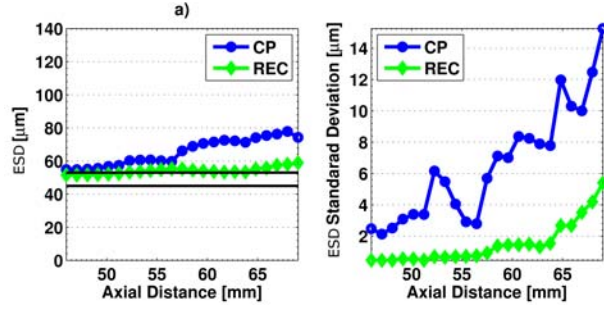 a)
140
120
100
80
60
40
20
0
ESD [μm]
CP
REC
50 55 60 65
Axial Distance [mm]
14
12
10
8
6
4
2
ESD Standarad Deviation [μm]
CP
REC
50 55 60 65
Axial Distance [mm]